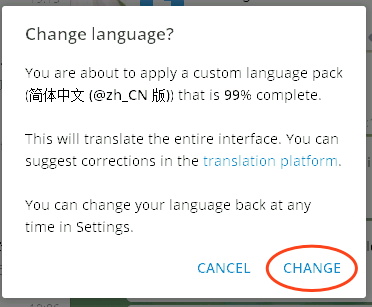 Change language?
You are about to apply a custom language pack
(简体中文 (@zh_CN 版)) that is 99% complete.
This will translate the entire interface. You can
suggest corrections in the translation platform.
You can change your language back at any
time in Settings.
CANCEL CHANGE